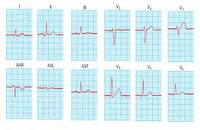 I II III V₁ V₂ V₃
AVR AVL AVF V₄ V₅ V₆